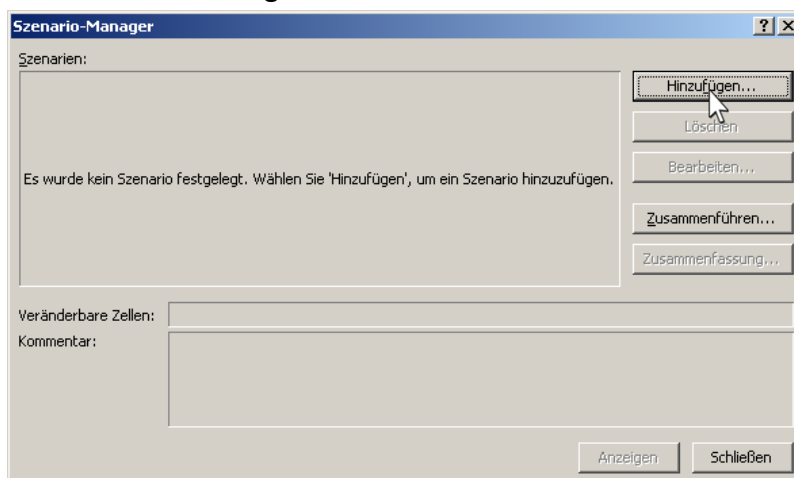 Szenario-Manager
Szenarien:
Es wurde kein Szenario festgelegt. Wählen Sie 'Hinzufügen', um ein Szenario hinzuzufügen.
Hinzufügen...
Löschen
Bearbeiten...
Zusammenführen...
Zusammenfassung...
Veränderbare Zellen:
Kommentar:
Anzeigen
Schließen